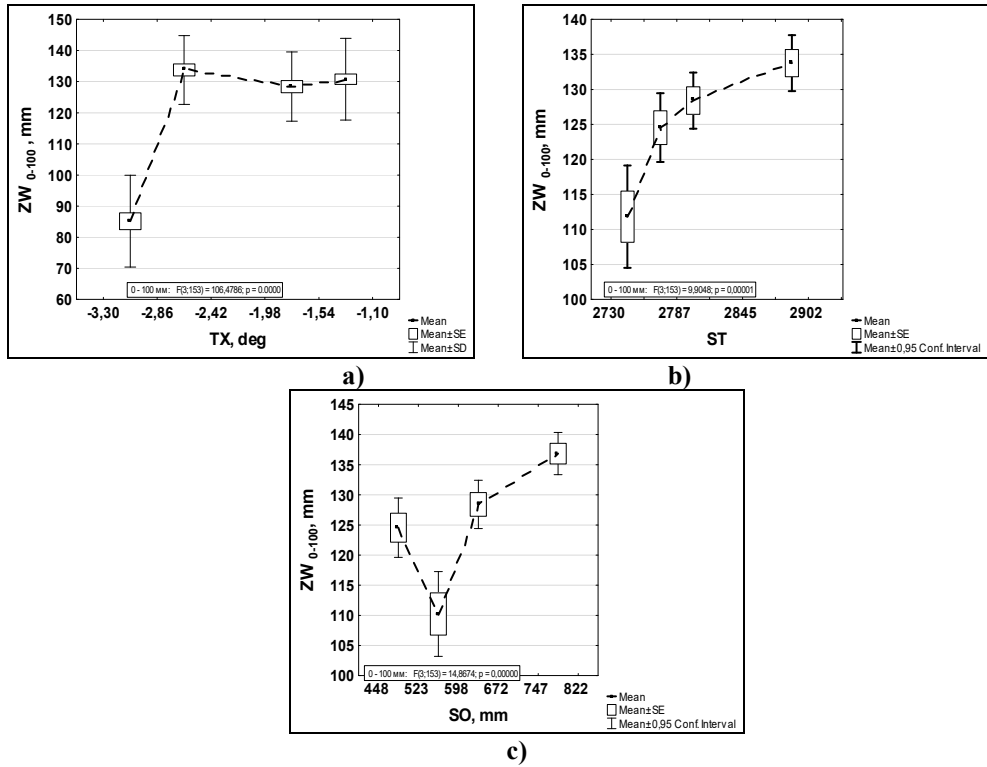 150
140
130
120
110
100
90
80
70
60
ZW 0-100 , mm
0 - 100 мм: F(3;153) = 106,4786; p = 0.0000
-3,30 -2,86 -2,42 -1,98 -1,54 -1,10
TX, deg
Mean
Mean±SE
Mean±SD
a)
140
135
130
125
120
115
110
105
100
ZW 0-100, mm
0 - 100 мм: F(3;153) = 9,9048; p = 0,00001
2730 2787 2845 2902
ST
Mean
Mean±SE
Mean±0,95 Conf. Interval
b)
145
140
135
130
125
120
115
110
105
100
ZW 0-100, mm
0 - 100 мм: F(3;153) = 14,8674; p = 0,00000
448 523 598 672 747 822
SO, mm
Mean
Mean±SE
Mean±0,95 Conf. Interval
c)